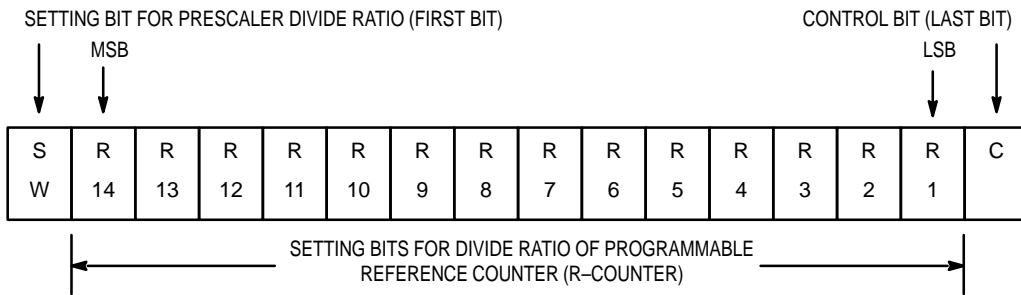 SETTING BIT FOR PRESCALER DIVIDE RATIO (FIRST BIT) CONTROL BIT (LAST BIT)
MSB LSB
S R R R R R R R R R R R R R R C
W 14 13 12 11 10 9 8 7 6 5 4 3 2 1
SETTING BITS FOR DIVIDE RATIO OF PROGRAMMABLE
REFERENCE COUNTER (R–COUNTER)